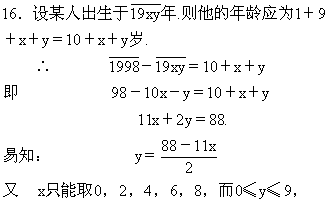 16．设某人出生于19xy年.则他的年龄应为1＋9
＋x＋y＝10＋x＋y岁.
∴ 1998－19xy＝10＋x＋y
即 98－10x－y＝10＋x＋y
11x＋2y＝88.
易知： y＝(88－11x)/2
又 x只能取0，2，4，6，8，而0≤y≤9，